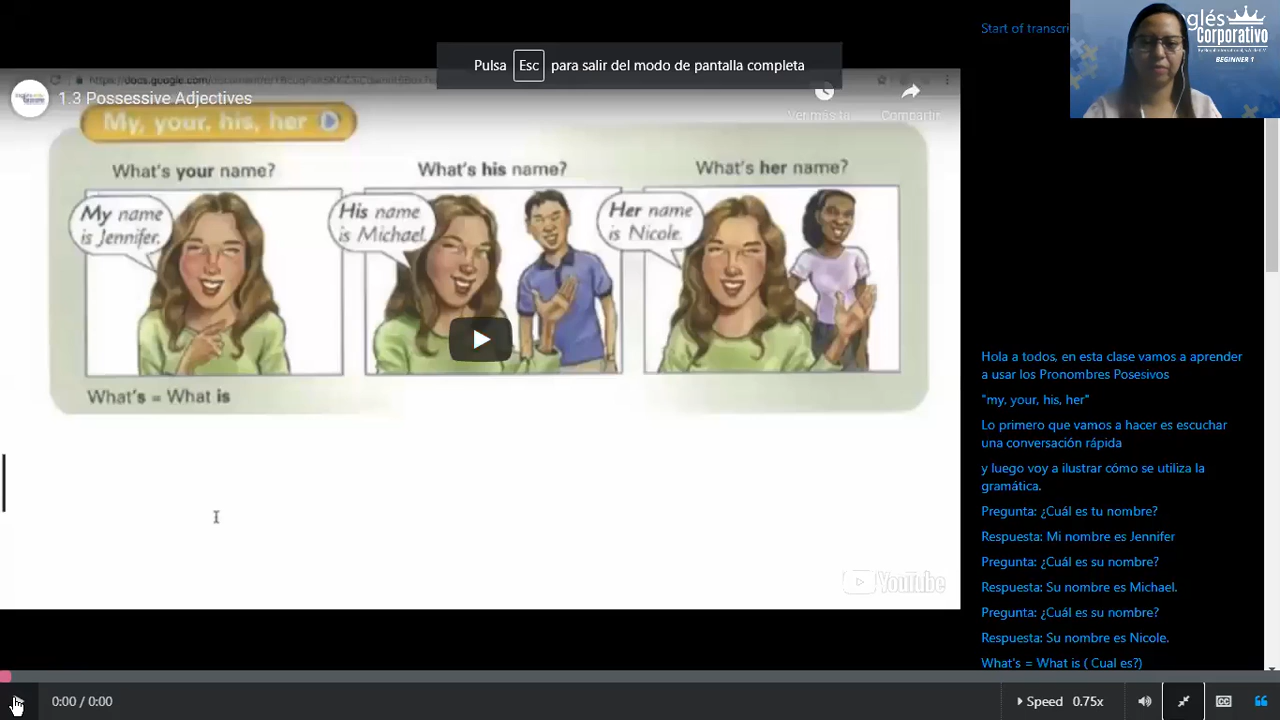 Start of transcri
Inglés
Corporativo
BEGINNER 1
Pulsa Esc para salir del modo de pantalla completa
1.3 Possessive Adjectives
Ver más ta
Compartir
My, your, his, her
What's your name?
What's his name?
What's her name?
My name
is Jennifer.
His name
is Michael.
Her name
is Nicole.
What's = What is
YouTube
Hola a todos, en esta clase vamos a aprender
a usar los Pronombres Posesivos
"my. your, his, her"
Lo primero que vamos a hacer es escuchar
una conversación rápida
y luego voy a ilustrar cómo se utiliza la
gramática.
Pregunta: ¿Cuál es tu nombre?
Respuesta: Mi nombre es Jennifer
Pregunta: ¿Cuál es su nombre?
Respuesta: Su nombre es Michael.
Pregunta: ¿Cuál es su nombre?
Respuesta: Su nombre es Nicole.
What's = What is ( Cual es?)
0:00 / 0:00
Speed 0.75x
CC